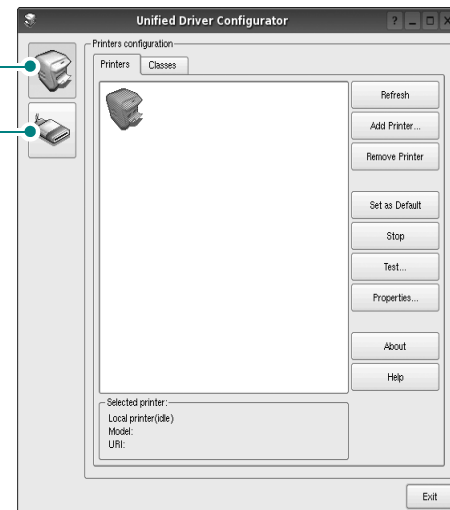 Unified Driver Configurator
Printers configuration
Printers
Classes
Refresh
Add Printer...
Remove Printer
Set as Default
Stop
Test...
Properties...
About
Help
Selected printer:
Local printer(idle)
Model:
URI:
Exit